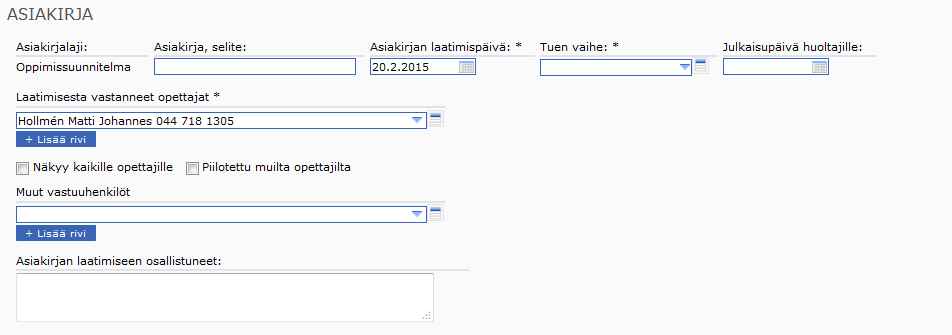 ASIAKIRJA
Asiakirjalaji: Asiakirja, selite: Asiakirjan laatimispäivä: * Tuen vaihe: * Julkaisupäivä huoltajille:
Oppimissuunnitelma 20.2.2015
Laatimisesta vastanneet opettajat *
Hollmén Matti Johannes 044 718 1305
+ Lisää rivi
Näkyy kaikille opettajille Piilotettu muilta opettajilta
Muut vastuuhenkilöt
+ Lisää rivi
Asiakirjan laatimiseen osallistuneet: